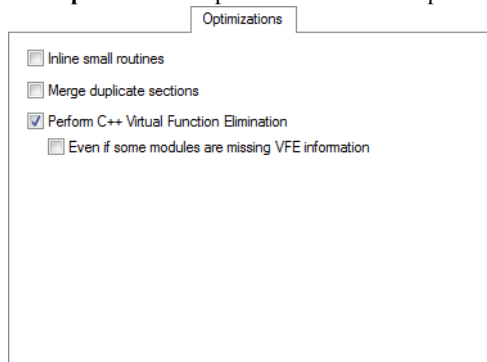 Optimizations
Inline small routines
Merge duplicate sections
Perform C++ Virtual Function Elimination
Even if some modules are missing VFE information